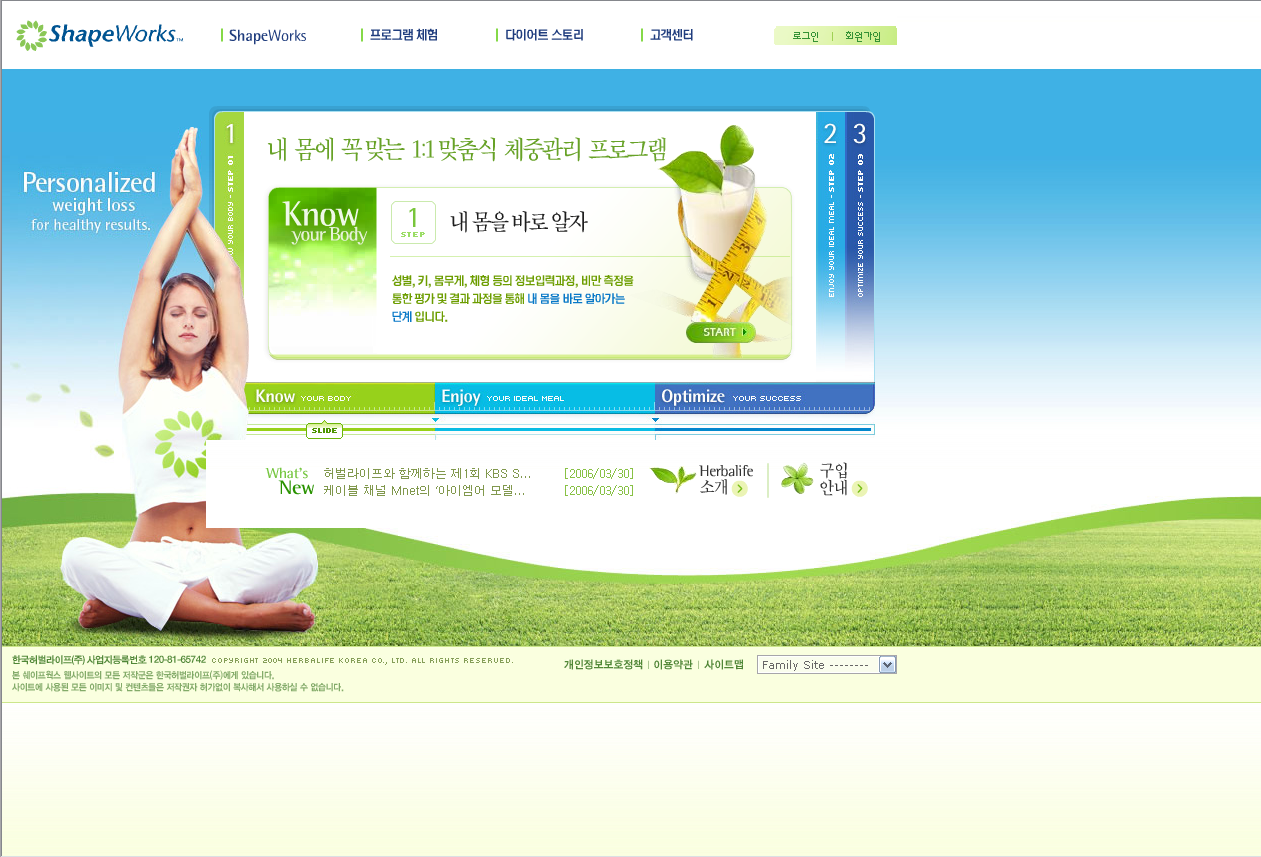 ShapeWorks™
ShapeWorks
프로그램 체험
다이어트 스토리
고객센터
로그인
회원가입
Personalized
weight loss
for healthy results.
1
YOUR BODY - STEP 01
내 몸에 꼭 맞는 1:1 맞춤식 체중관리 프로그램
Know
your Body
1
STEP
내 몸을 바로 알자
성별, 키, 몸무게, 체형 등의 정보입력과정, 비만 측정을
통한 평가 및 결과 과정을 통해 내 몸을 바로 알아가는
단계 입니다.
START
2
ENJOY YOUR IDEAL MEAL - STEP 02
3
OPTIMIZE YOUR SUCCESS - STEP 03
Know YOUR BODY
Enjoy YOUR IDEAL MEAL
Optimize YOUR SUCCESS
SLIDE
What's
New
허벌라이프와 함께하는 제1회 KBS S... [2006/03/30]
케이블 채널 Mnet의 '아이엠어 모델... [2006/03/30]
Herbalife
소개
구입
안내
한국허벌라이프(주) 사업지등록번호 120-81-65742 COPYRIGHT 2004 HERBALIFE KOREA CO., LTD. ALL RIGHTS RESERVED.
본 쉐이프웍스 웹사이트의 모든 저작군은 한국허벌라이프(주)에게 있습니다.
사이트에 사용된 모든 이미지 및 컨텐츠들은 저작권자 허가없이 복사해서 사용하실 수 없습니다.
개인정보보호정책
이용약관
사이트맵
Family Site --------